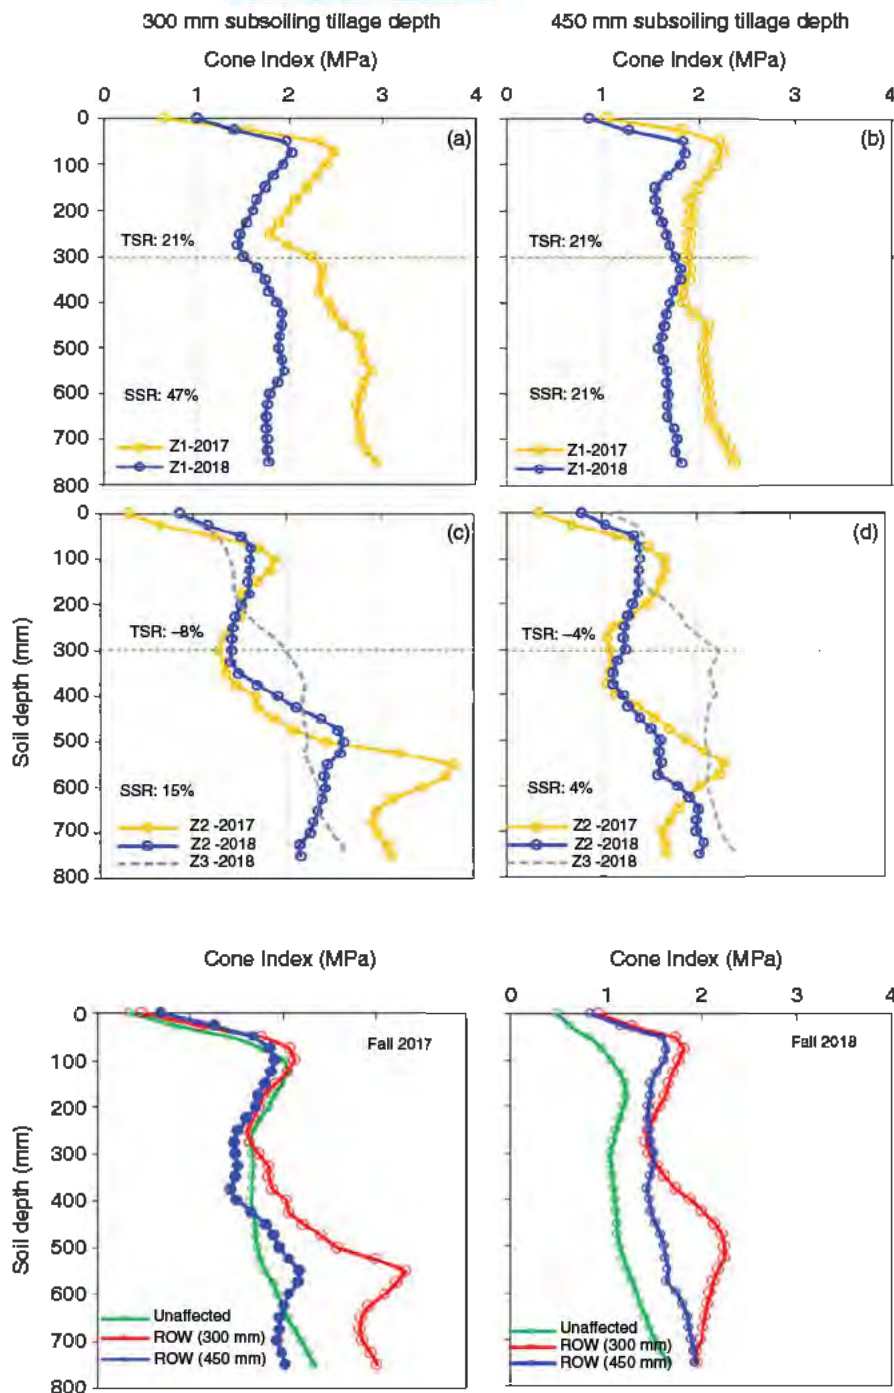 300 mm subsoiling tillage depth
450 mm subsoiling tillage depth
Cone Index (MPa)
Cone Index (MPa)
0 1 2 3 4
0 1 2 3 4
0
100
200
300
400
500
600
700
800
(a)
TSR: 21%
SSR: 47%
Z1-2017
Z1-2018
(b)
TSR: 21%
SSR: 21%
Z1-2017
Z1-2018
Soil depth (mm)
0
100
200
300
400
500
600
700
800
(c)
TSR: –8%
SSR: 15%
Z2 -2017
Z2 -2018
Z3 -2018
(d)
TSR: –4%
SSR: 4%
Z2 -2017
Z2 -2018
Z3 -2018
Cone Index (MPa)
Cone Index (MPa)
0 1 2 3 4
Soil depth (mm)
0
100
200
300
400
500
600
700
800
Fall 2017
Unaffected
ROW (300 mm)
ROW (450 mm)
Fall 2018
Unaffected
ROW (300 mm)
ROW (450 mm)